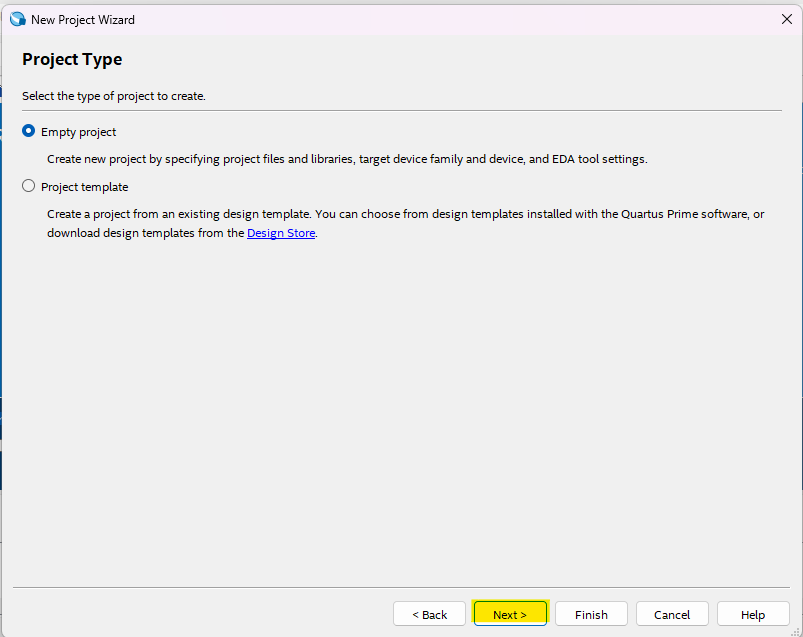 New Project Wizard
Project Type
Select the type of project to create.
Empty project
Create new project by specifying project files and libraries, target device family and device, and EDA tool settings.
Project template
Create a project from an existing design template. You can choose from design templates installed with the Quartus Prime software, or
download design templates from the Design Store.
< Back Next > Finish Cancel Help